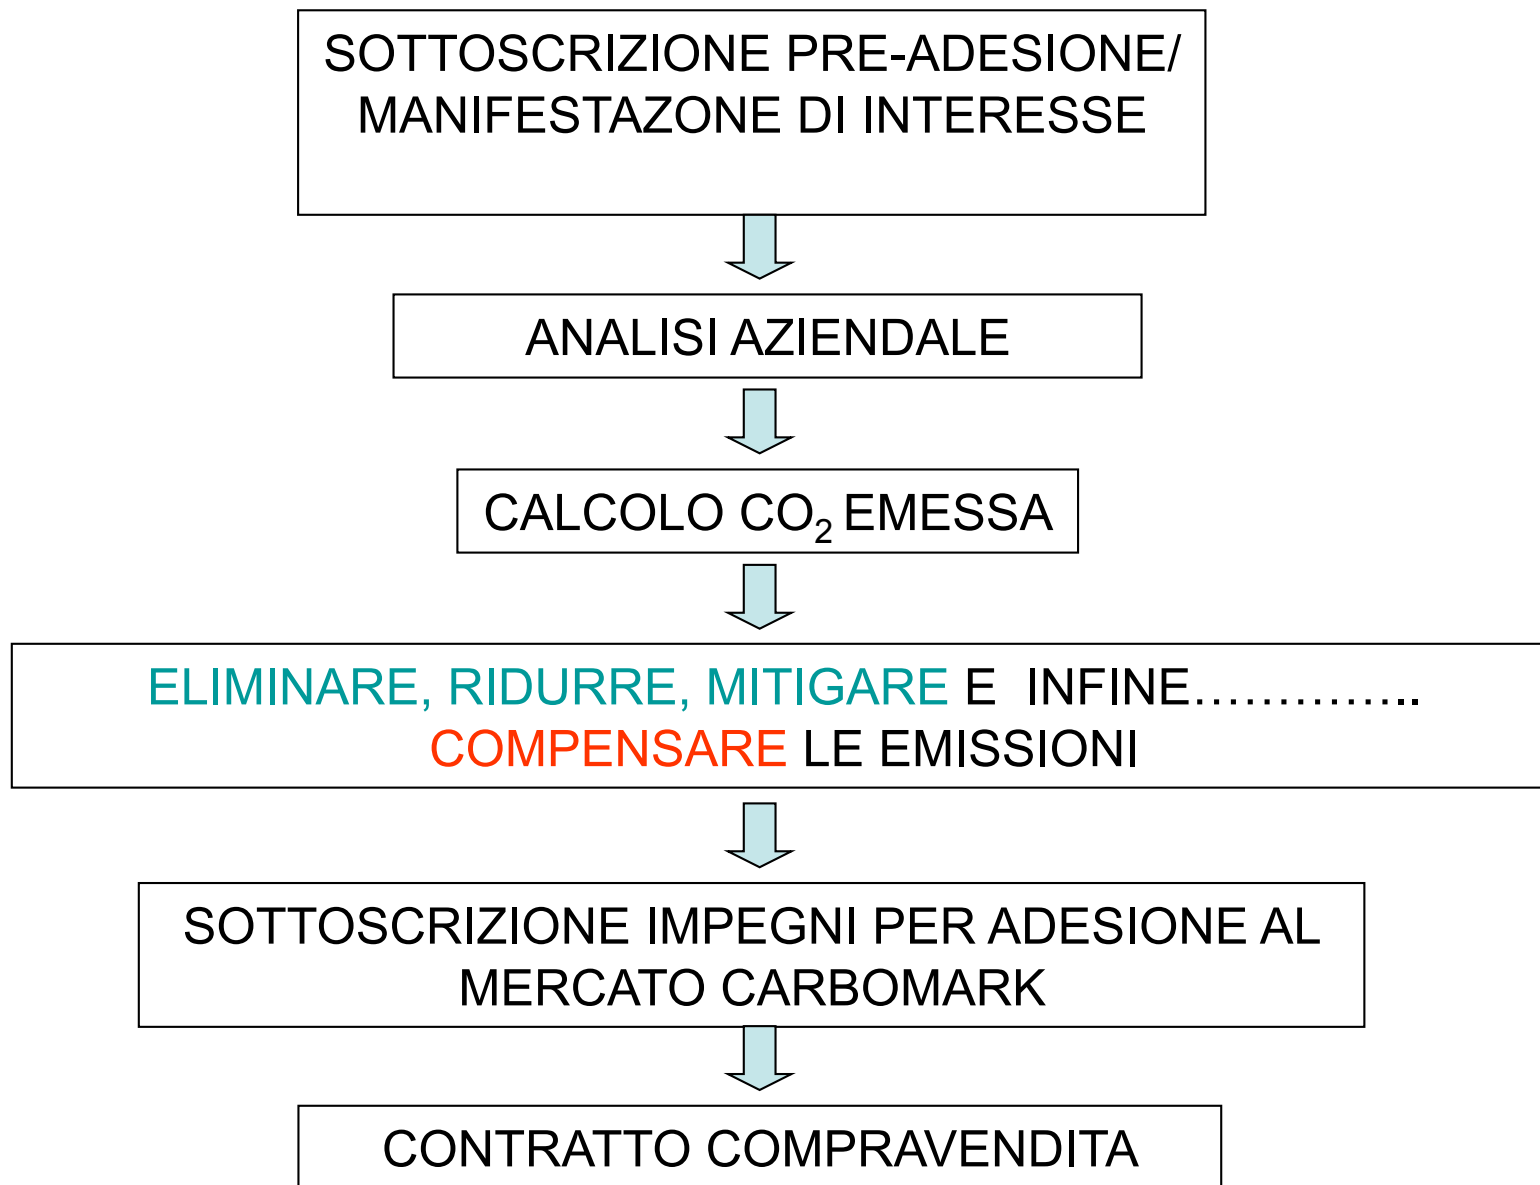 SOTTOSCRIZIONE PRE-ADESIONE/
MANIFESTAZONE DI INTERESSE
ANALISI AZIENDALE
CALCOLO CO₂ EMESSA
ELIMINARE, RIDURRE, MITIGARE E INFINE…………..
COMPENSARE LE EMISSIONI
SOTTOSCRIZIONE IMPEGNI PER ADESIONE AL
MERCATO CARBOMARK
CONTRATTO COMPRAVENDITA